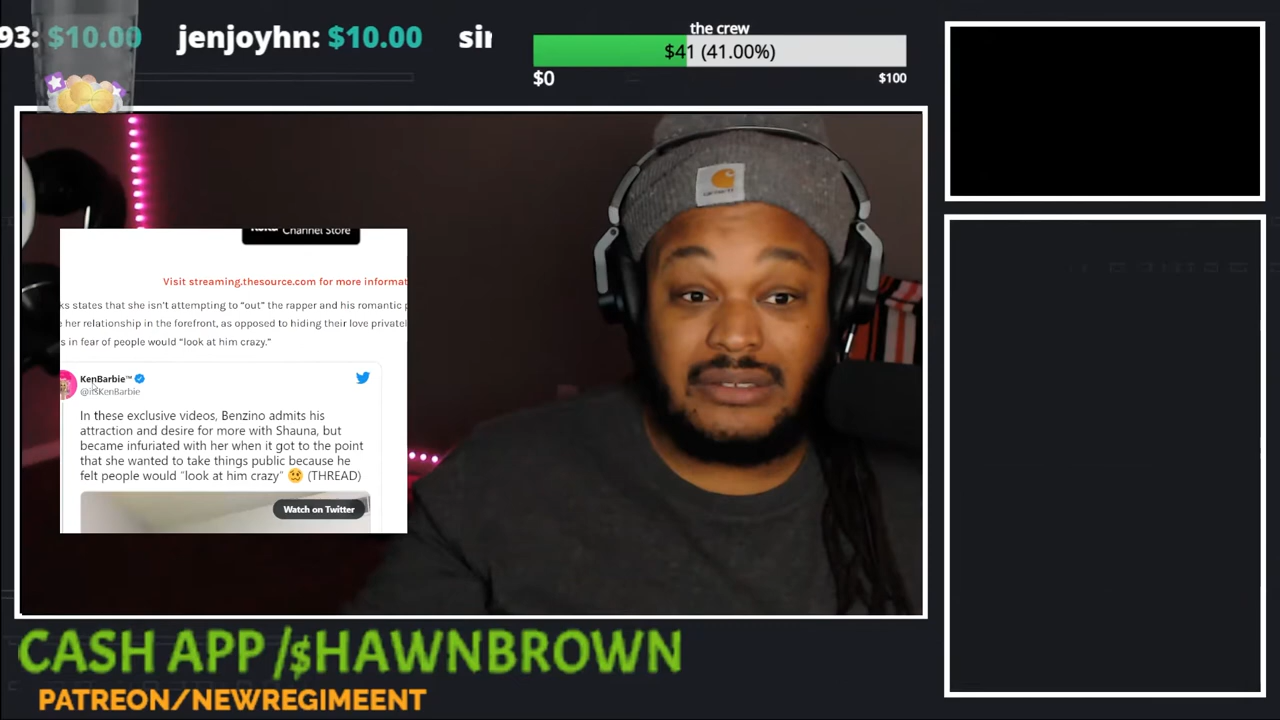 93: $10.00 jenjoyhn: $10.00
the crew
$41 (41.00%)
$0 $100
Channel Store
Visit streaming.thesource.com for more informat
ks states that she isn't attempting to "out" the rapper and his romantic p
e her relationship in the forefront, as opposed to hiding their love privatel
s in fear of people would "look at him crazy."
KenBarbie™
@itsKenBarbie
In these exclusive videos, Benzino admits his
attraction and desire for more with Shauna, but
became infuriated with her when it got to the point
that she wanted to take things public because he
felt people would "look at him crazy" 🥴 (THREAD)
Watch on Twitter
carhartt
CASH APP /$HAWNBROWN
PATREON/NEWREGIMEENT